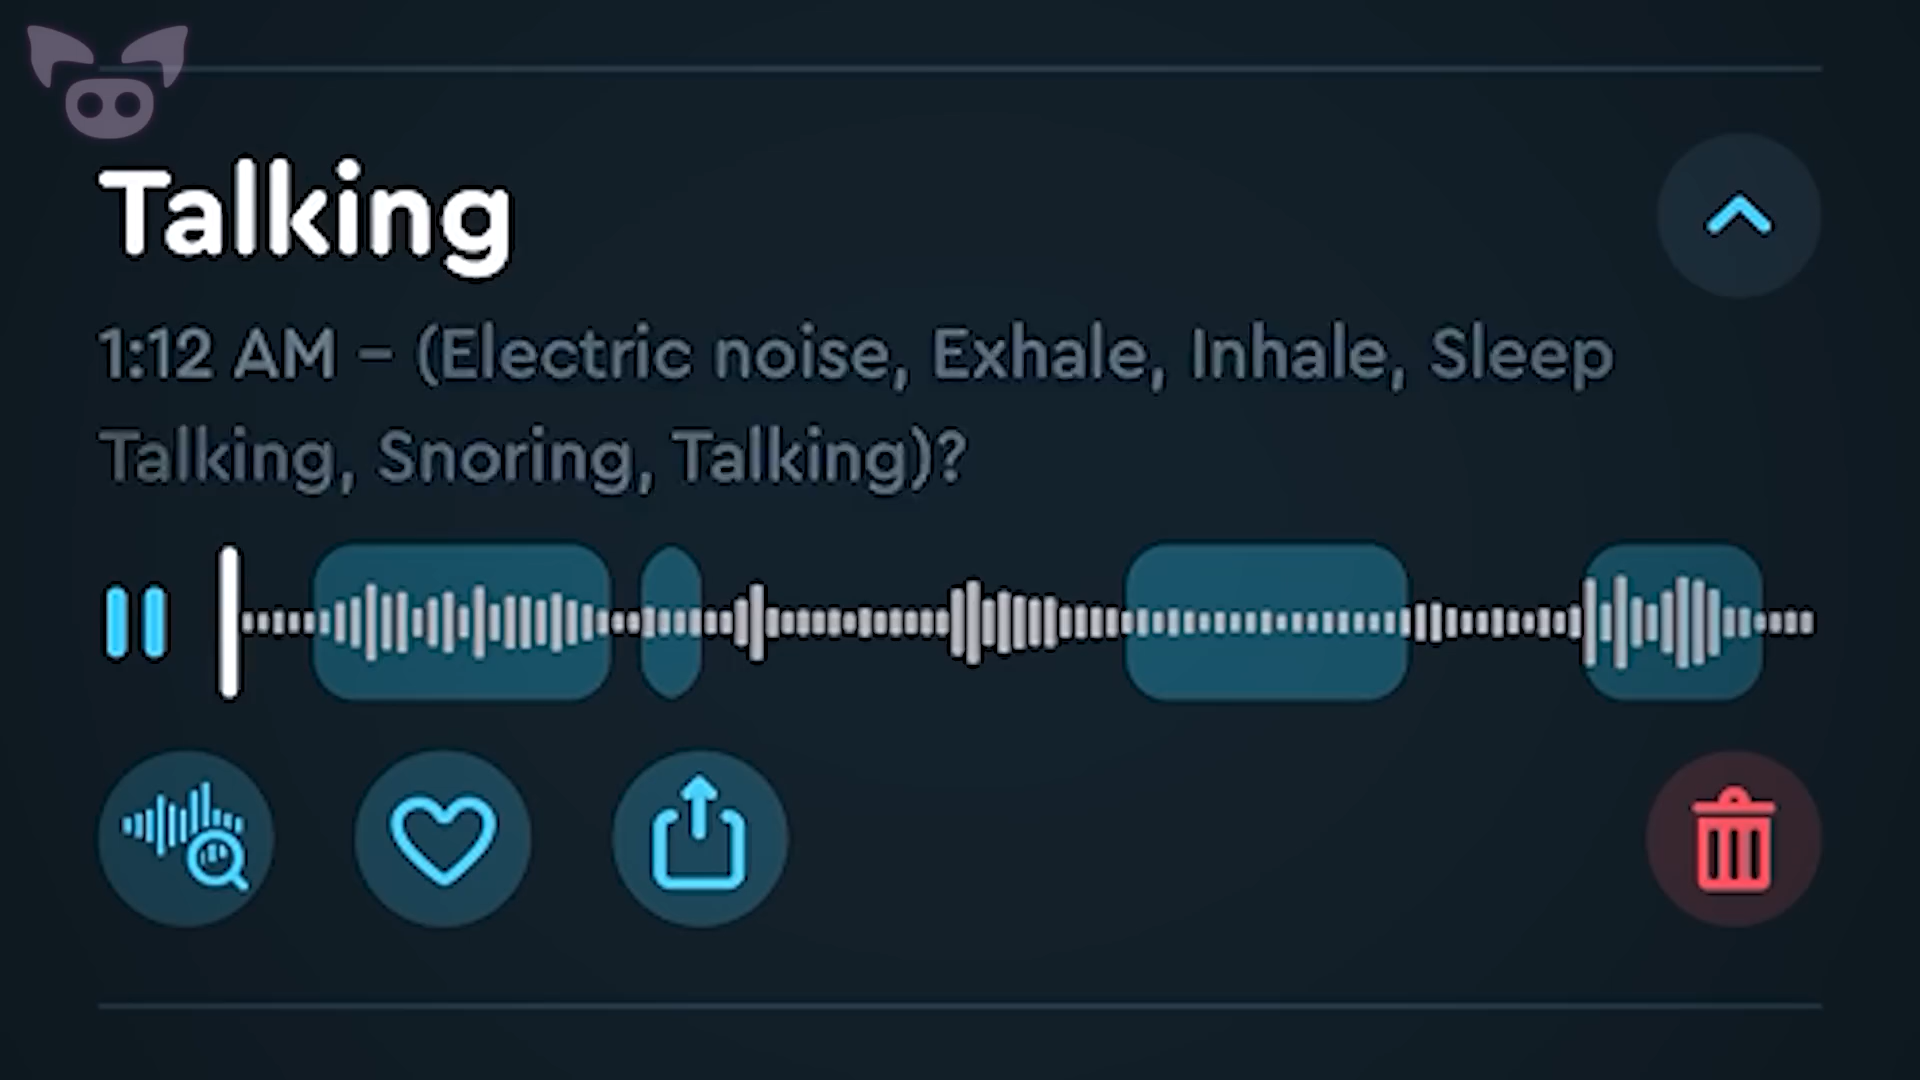 Talking
1:12 AM – (Electric noise, Exhale, Inhale, Sleep
Talking, Snoring, Talking)?